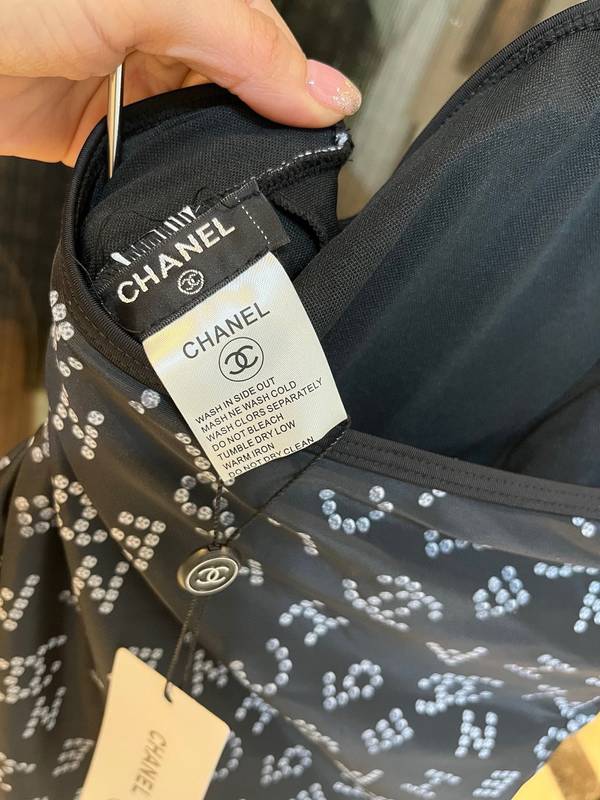 CHANEL
CHANEL
WASH IN SIDE OUT
MASH NE WASH COLD
WASH CLORS SEPARATELY
DO NOT BLEACH
TUMBLE DRY LOW
WARM IRON
DO NOT DRY CLEAN
CHANEL